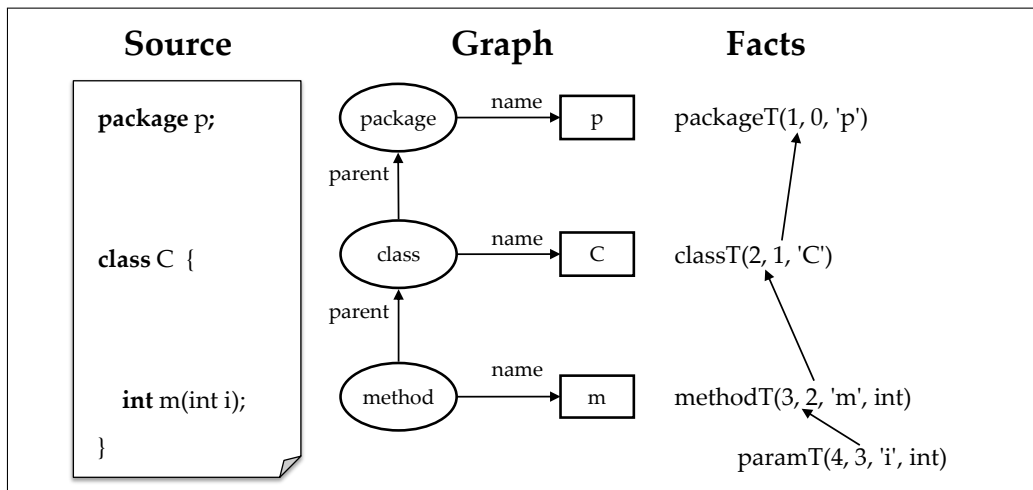 Source Graph Facts
package p; package name p packageT(1, 0, 'p')
parent
class C { class name C classT(2, 1, 'C')
parent
int m(int i); method name m methodT(3, 2, 'm', int)
} paramT(4, 3, 'i', int)